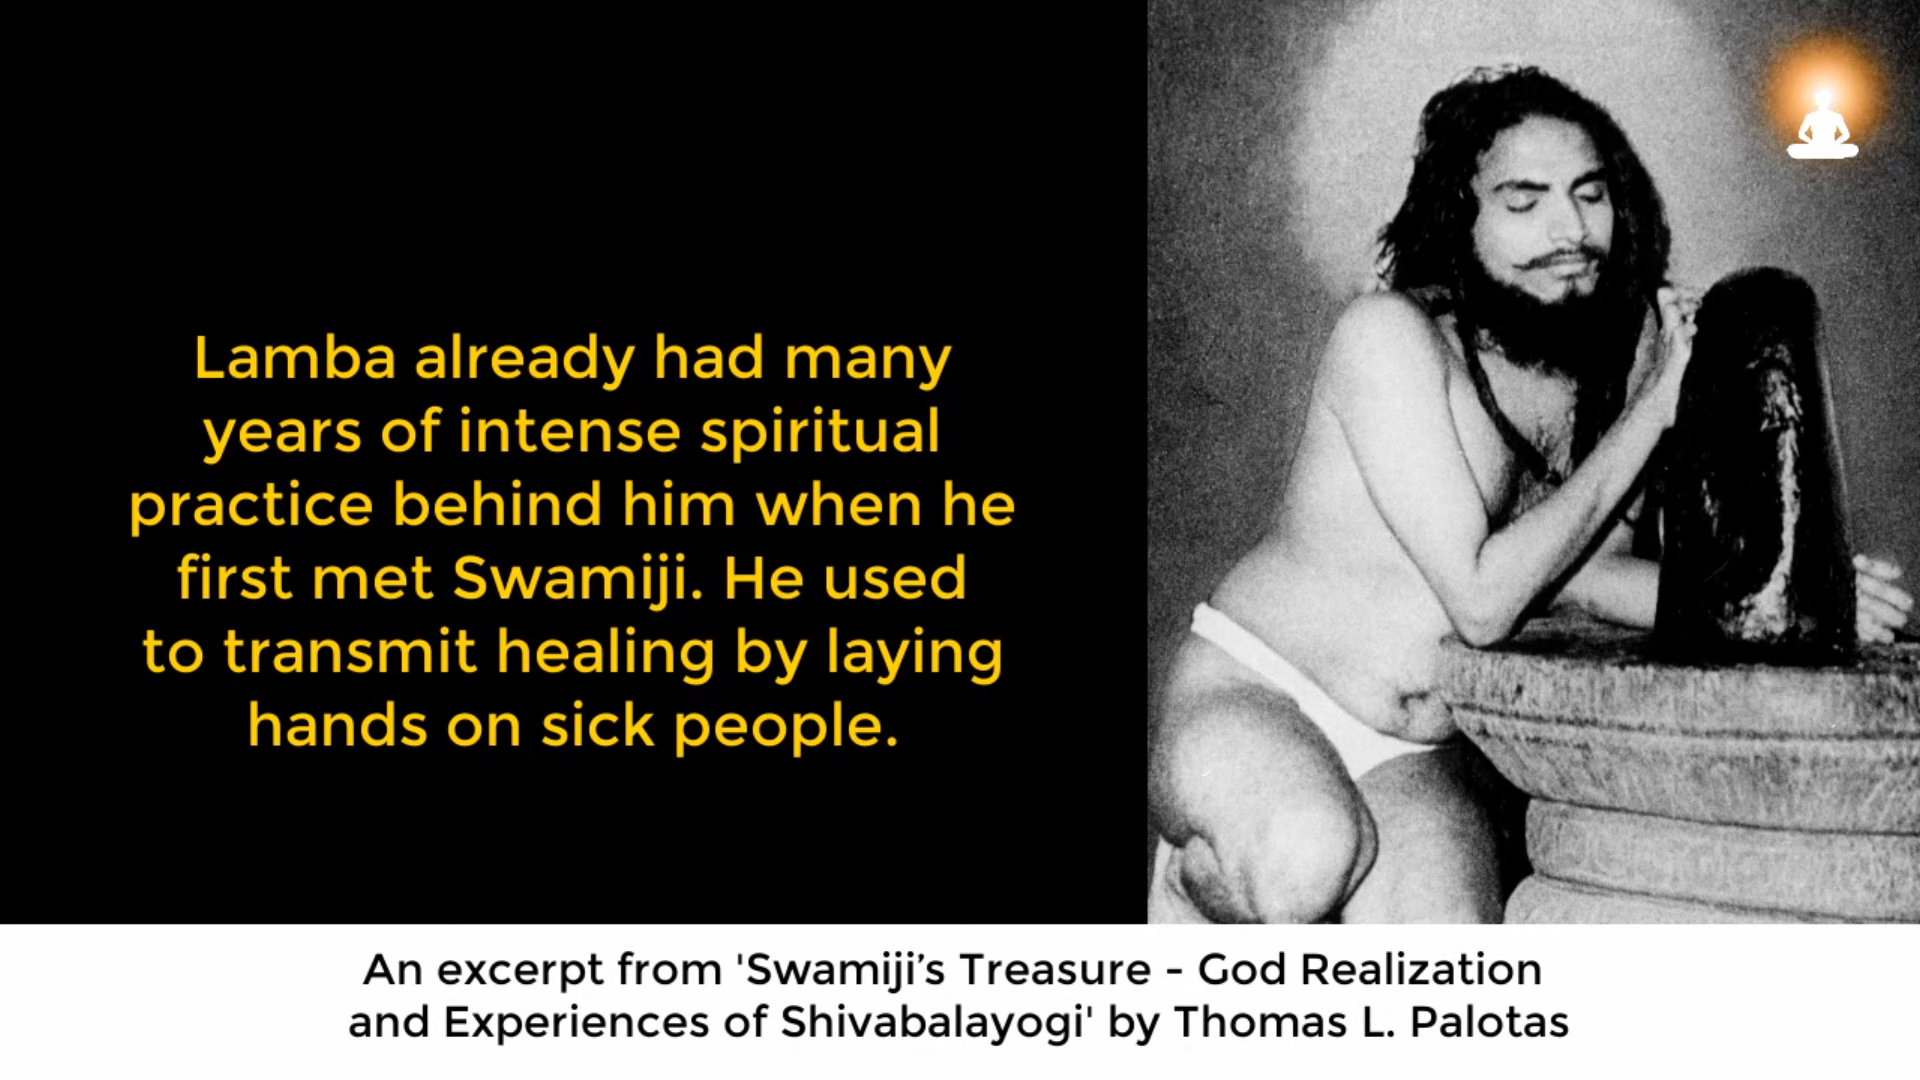 Lamba already had many
years of intense spiritual
practice behind him when he
first met Swamiji. He used
to transmit healing by laying
hands on sick people.
An excerpt from 'Swamiji’s Treasure - God Realization
and Experiences of Shivabalayogi' by Thomas L. Palotas